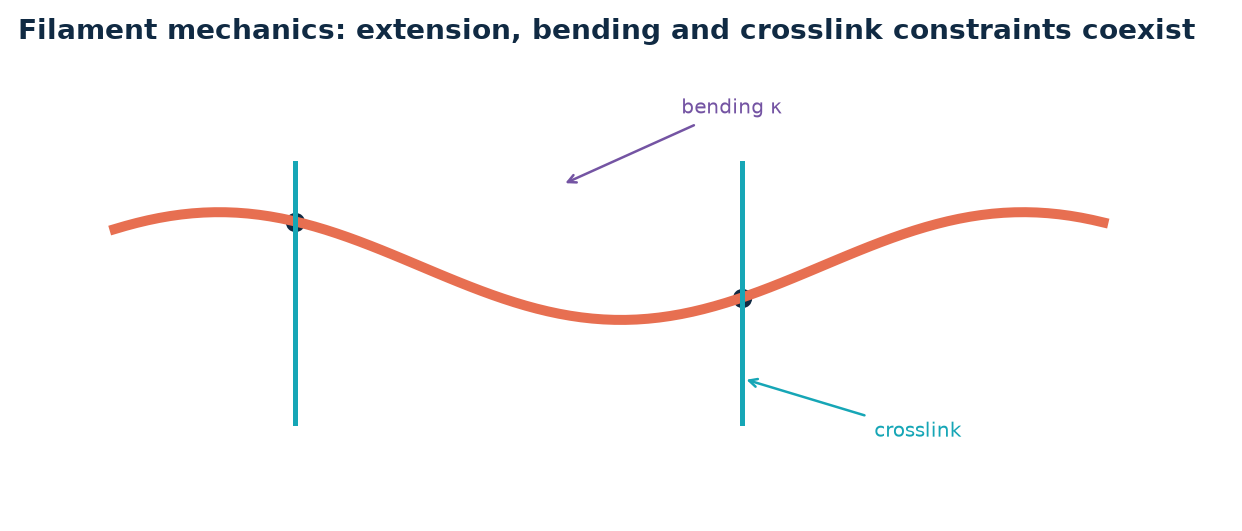 Filament mechanics: extension, bending and crosslink constraints coexist
bending κ
crosslink